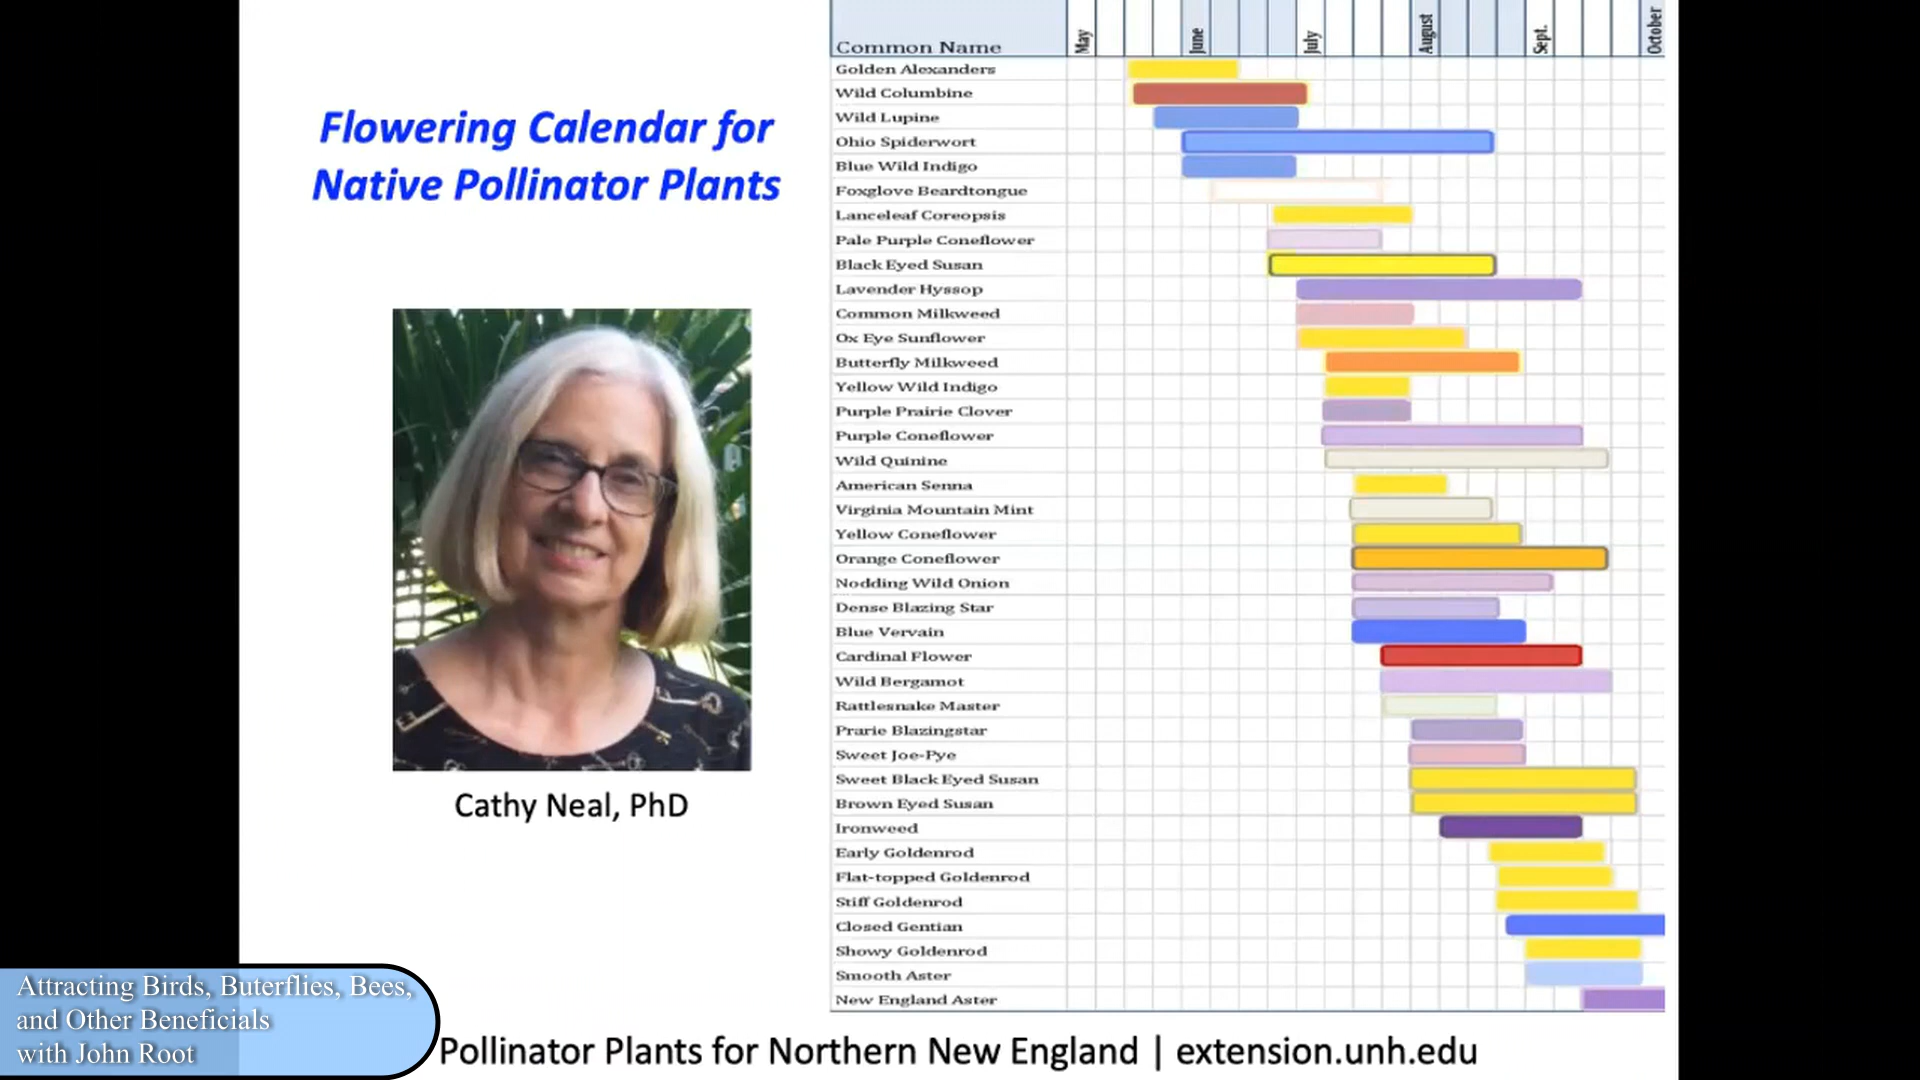 Flowering Calendar for
Native Pollinator Plants
Cathy Neal, PhD
Common Name
May
June
July
August
Sept.
October
Golden Alexanders
Wild Columbine
Wild Lupine
Ohio Spiderwort
Blue Wild Indigo
Foxglove Beardtongue
Lanceleaf Coreopsis
Pale Purple Coneflower
Black Eyed Susan
Lavender Hyssop
Common Milkweed
Ox Eye Sunflower
Butterfly Milkweed
Yellow Wild Indigo
Purple Prairie Clover
Purple Coneflower
Wild Quinine
American Senna
Virginia Mountain Mint
Yellow Coneflower
Orange Coneflower
Nodding Wild Onion
Dense Blazing Star
Blue Vervain
Cardinal Flower
Wild Bergamot
Rattlesnake Master
Prarie Blazingstar
Sweet Joe-Pye
Sweet Black Eyed Susan
Brown Eyed Susan
Ironweed
Early Goldenrod
Flat-topped Goldenrod
Stiff Goldenrod
Closed Gentian
Showy Goldenrod
Smooth Aster
New England Aster
Attracting Birds, Buterflies, Bees,
and Other Beneficials
with John Root
Pollinator Plants for Northern New England | extension.unh.edu